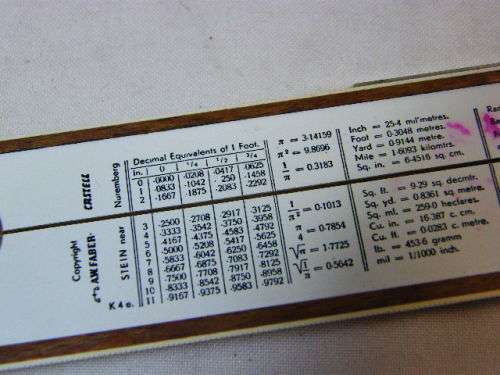 Copyright
A.W. FABER · CASTELL
STEIN near Nuremberg
K 4 e.
Decimal Equivalents of 1 Foot.
In. 0 1/4 1/2 3/4
0 ·0000 ·0208 ·0417 ·0625
1 ·0833 ·1042 ·250 ·1458
2 ·1667 ·1875 ·2083 ·2292
3 ·2500 ·2708 ·2917 ·3125
4 ·3333 ·3542 ·3750 ·3958
5 ·4167 ·4375 ·4583 ·4792
6 ·5000 ·5208 ·5417 ·5625
7 ·5833 ·6042 ·6250 ·6458
8 ·6667 ·6875 ·7083 ·7292
9 ·7500 ·7708 ·7917 ·8125
10 ·8333 ·8542 ·8750 ·8958
11 ·9167 ·9375 ·9583 ·9792
π = 3·14159
π² = 9·8696
1/π = 0·3183
1/π² = 0·1013
π/4 = 0·7854
√π = 1·7725
√1/π = 0·5642
Inch = 25·4 mil'metres.
Foot = 0·3048 metres.
Yard = 0·9144 metre.
Mile = 1·6093 kilomtrs.
Sq. in. = 6·4516 sq. cm.
Sq. ft. = 9·29 sq. decmtr.
Sq. yd. = 0·8361 sq. metre
Sq. ml. = 259·0 heclares.
Cu. in. = 16·387 c. cm.
Cu. ft. = 0·0283 c. metre.
Lb. = 453·6 gramm
mil = 1/1000 inch.